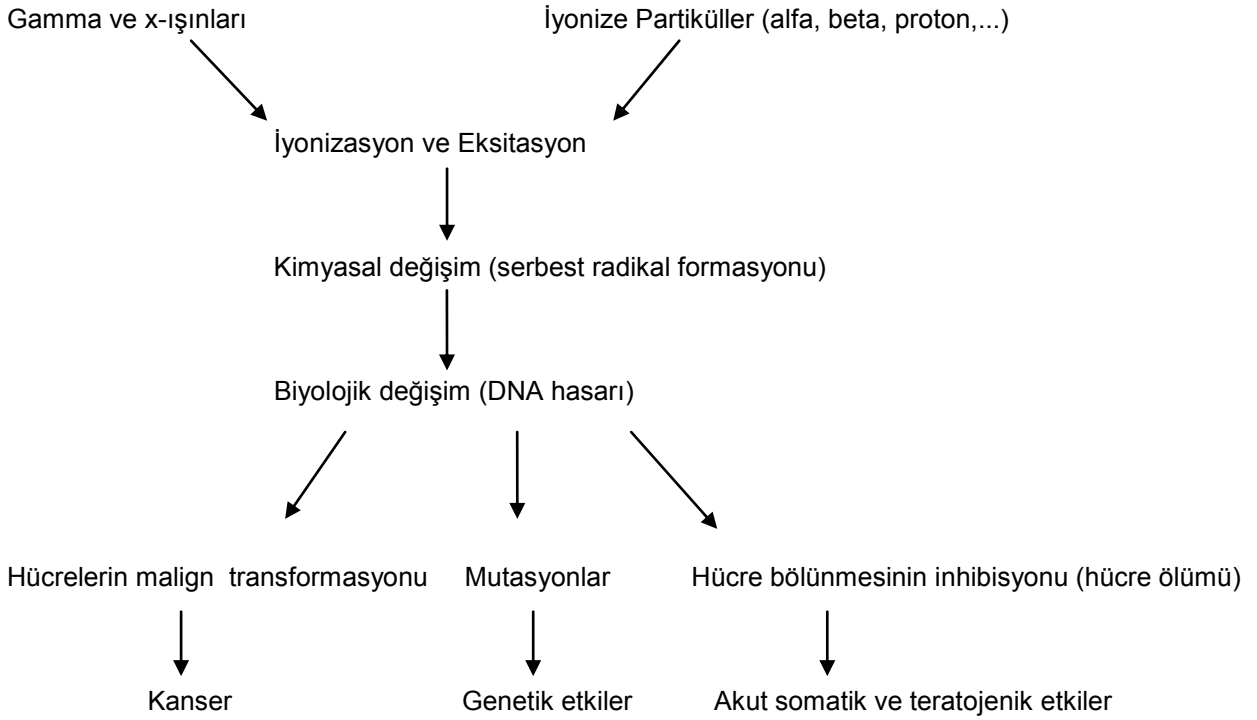 Gamma ve x-ışınları İyonize Partiküller (alfa, beta, proton,...)
İyonizasyon ve Eksitasyon
Kimyasal değişim (serbest radikal formasyonu)
Biyolojik değişim (DNA hasarı)
Hücrelerin malign transformasyonu Mutasyonlar Hücre bölünmesinin inhibisyonu (hücre ölümü)
Kanser Genetik etkiler Akut somatik ve teratojenik etkiler